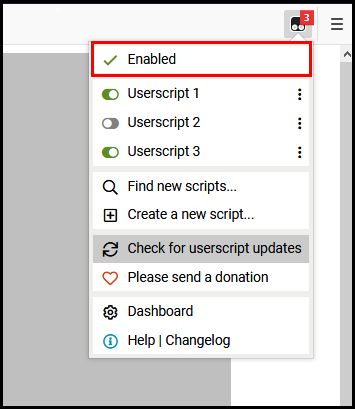 3
Enabled
Userscript 1
Userscript 2
Userscript 3
Find new scripts...
Create a new script...
Check for userscript updates
Please send a donation
Dashboard
Help | Changelog